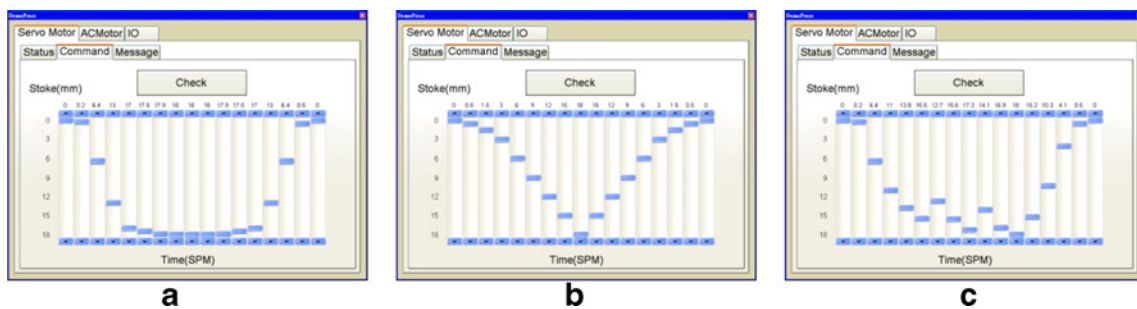 DemoPress
Servo Motor ACMotor IO
Status Command Message
Check
Stoke(mm)
0 0.2 6.4 13 17 17.5 17.9 18 18 17.9 17.5 17 13 6.4 0.5 0
0
3
6
9
12
15
18
Time(SPM)
a
DemoPress
Servo Motor ACMotor IO
Status Command Message
Check
Stoke(mm)
0 0.5 1.5 3 6 9 12 15 18 15 12 9 6 3 1.5 0.5 0
0
3
6
9
12
15
18
Time(SPM)
b
DemoPress
Servo Motor ACMotor IO
Status Command Message
Check
Stoke(mm)
0 0.2 6.4 11 13.8 15.5 12.7 15.6 17.3 14.1 16.9 18 15.2 10.3 4.1 0.5 0
0
3
6
9
12
15
18
Time(SPM)
c